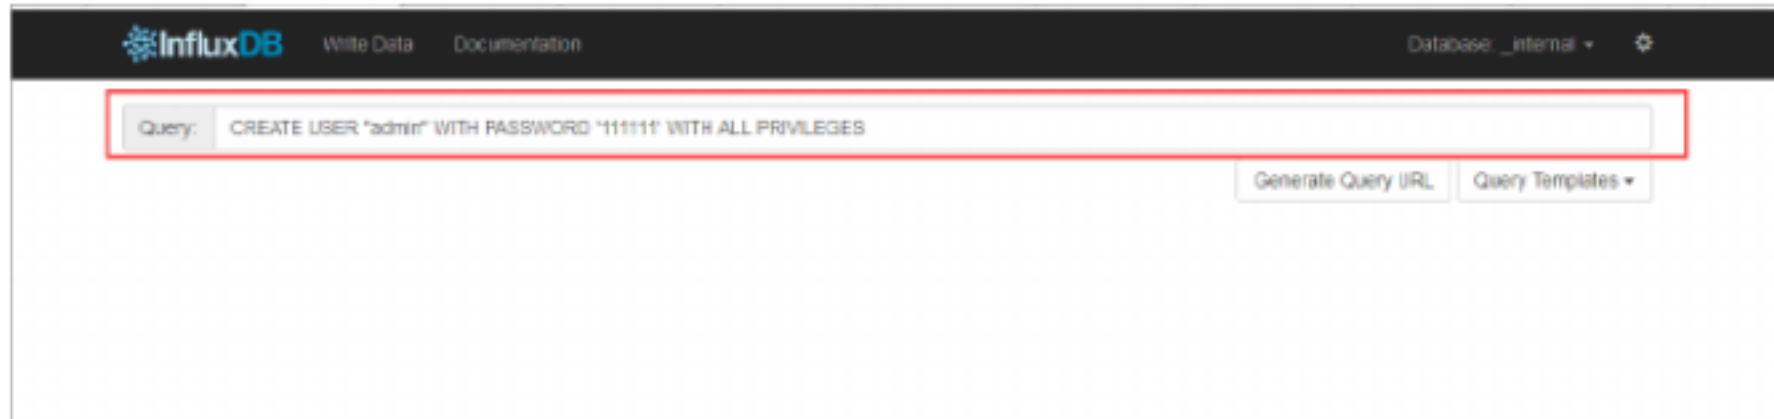 InfluxDB Write Data Documentation Database: _internal
Query: CREATE USER "admin" WITH PASSWORD '111111' WITH ALL PRIVILEGES
Generate Query URL Query Templates